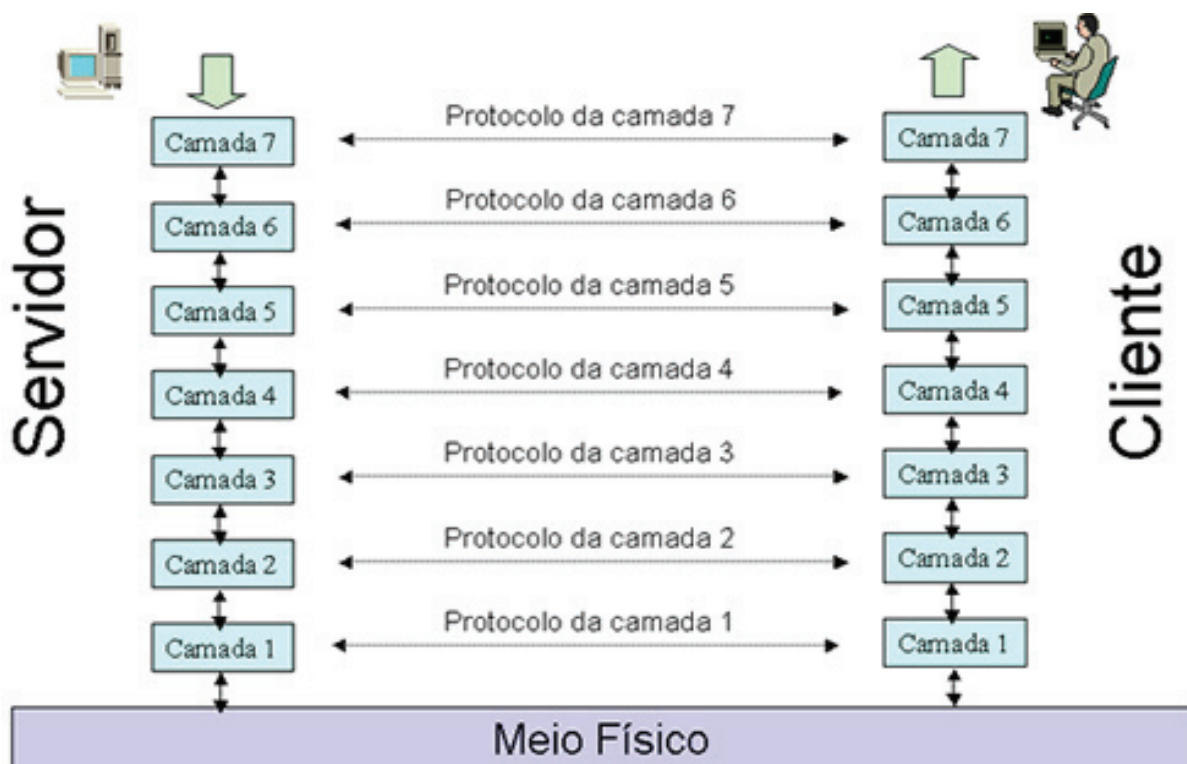 Servidor
Cliente
Camada 7
Protocolo da camada 7
Camada 7
Camada 6
Protocolo da camada 6
Camada 6
Camada 5
Protocolo da camada 5
Camada 5
Camada 4
Protocolo da camada 4
Camada 4
Camada 3
Protocolo da camada 3
Camada 3
Camada 2
Protocolo da camada 2
Camada 2
Camada 1
Protocolo da camada 1
Camada 1
Meio Físico